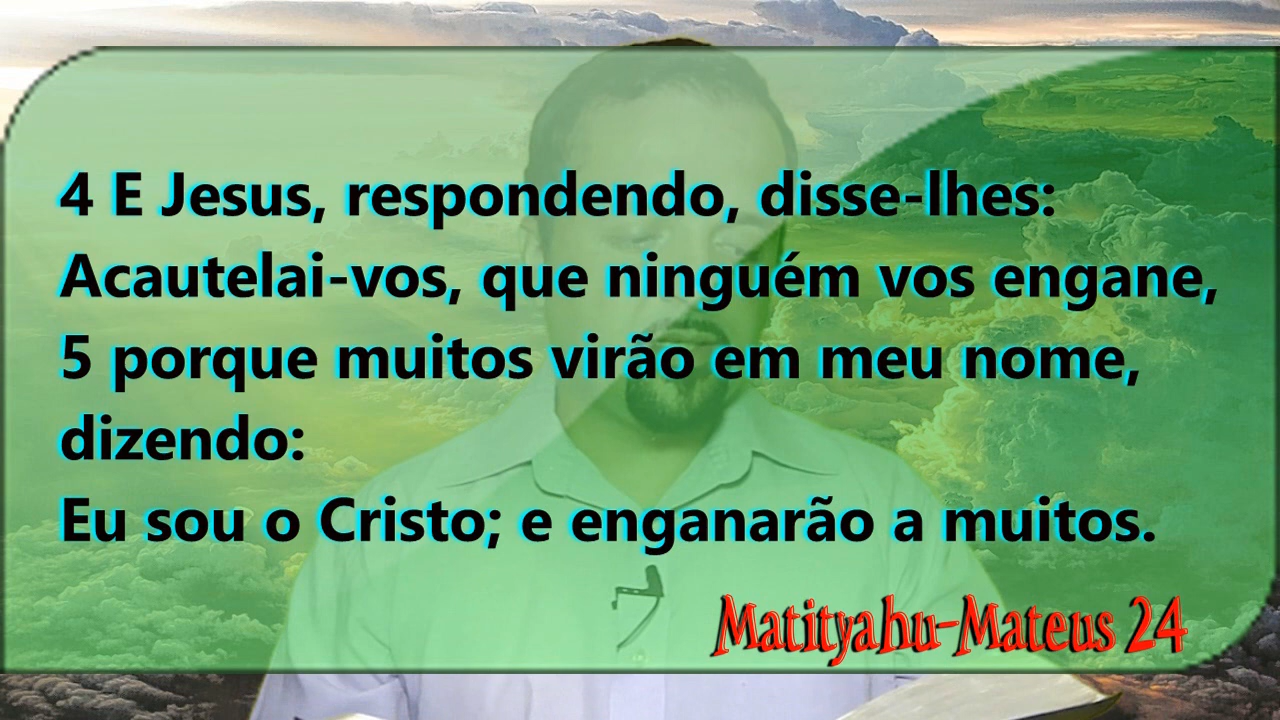 4 E Jesus, respondendo, disse-lhes:
Acautelai-vos, que ninguém vos engane,
5 porque muitos virão em meu nome,
dizendo:
Eu sou o Cristo; e enganarão a muitos.
Matityahu-Mateus 24